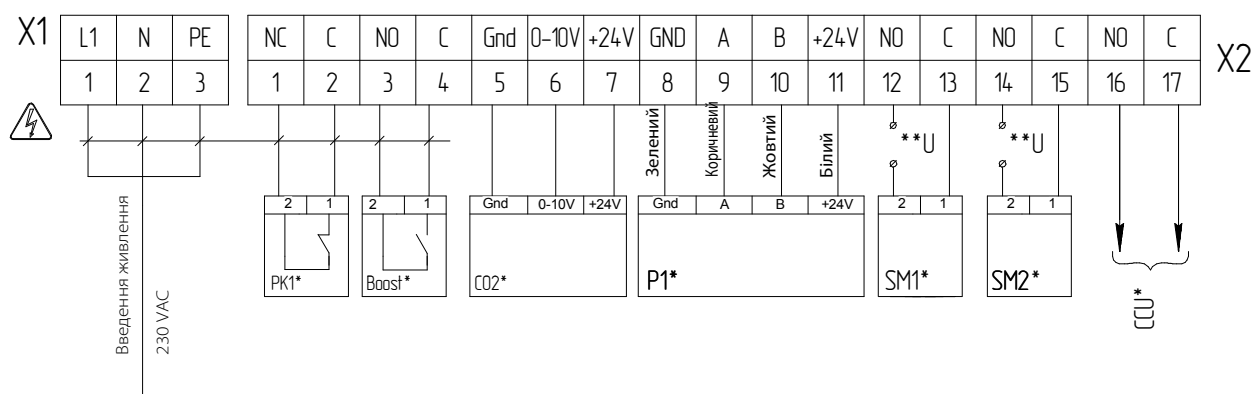 X1 L1 N PE NC C NO C Gnd 0-10V +24V GND A B +24V NO C NO C NO C X2
1 2 3 1 2 3 4 5 6 7 8 9 10 11 12 13 14 15 16 17
Зелений Коричневий Жовтий Білий **U **U
2 1 2 1 Gnd 0-10V +24V Gnd A B +24V 2 1 2 1
PK1* Boost* CO2* P1* SM1* SM2* CCU*
Введення живлення
230 VAC